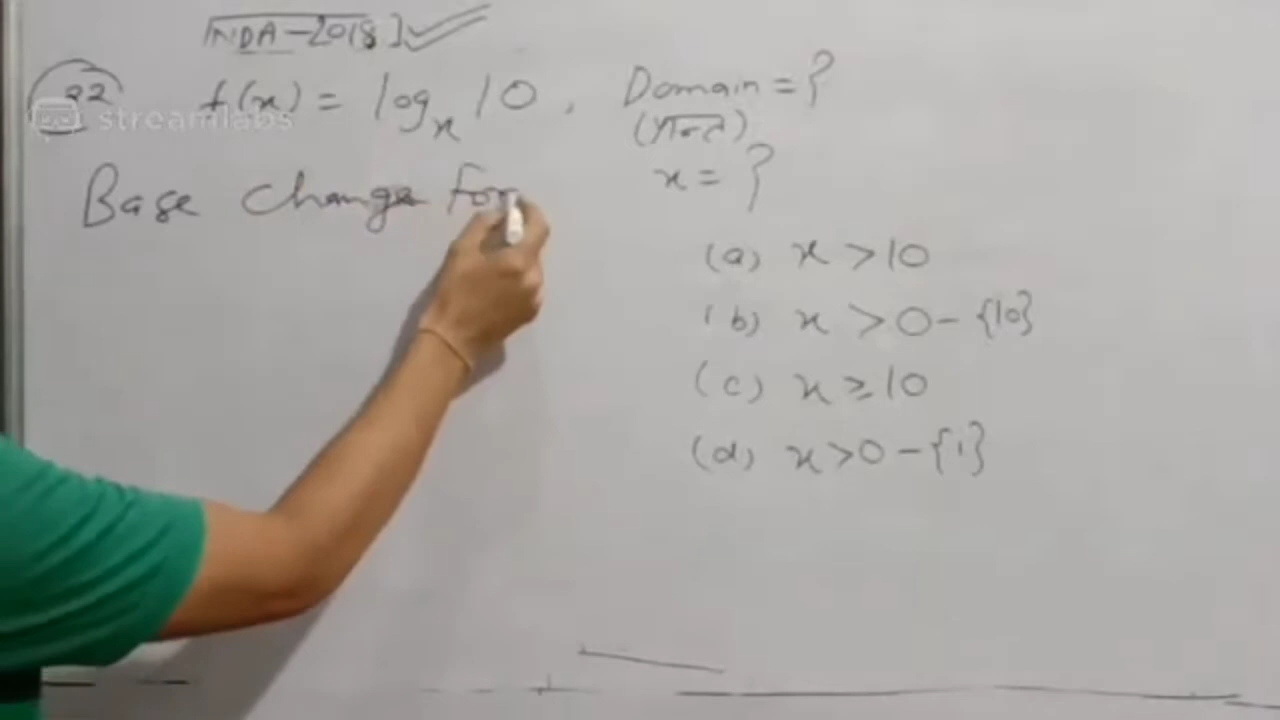 [NDA-2018]
22
streamlabs
f(x) = log_x 10, Domain = ?
(प्रान्त)
x = ?
Base change For
(a) x > 10
(b) x > 0 - {10}
(c) x ≥ 10
(d) x > 0 - {1}